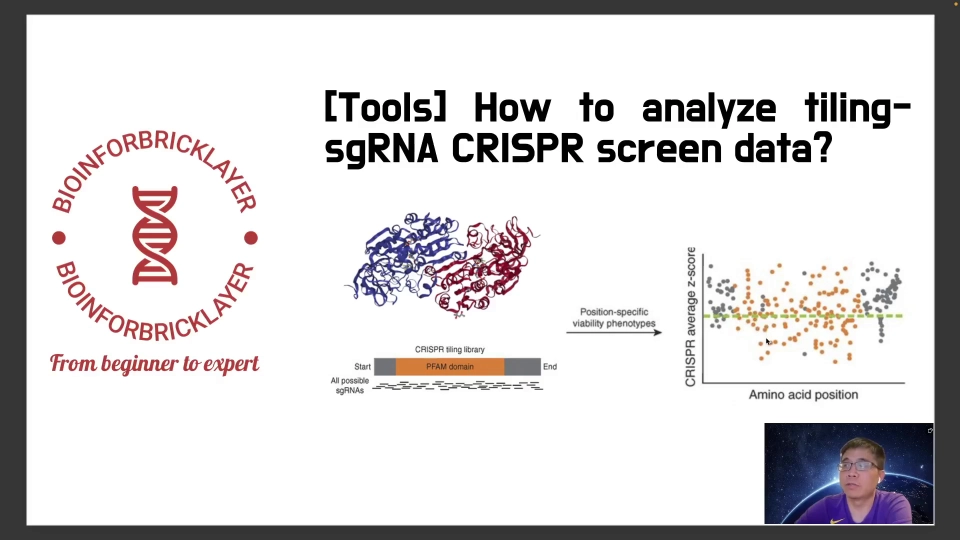 [Tools] How to analyze tiling-
sgRNA CRISPR screen data?
BIOINFORBRICKLAYER
BIOINFORBRICKLAYER
From beginner to expert
CRISPR tiling library
Start
PFAM domain
End
All possible
sgRNAs
Position-specific
viability phenotypes
CRISPR average z-score
Amino acid position